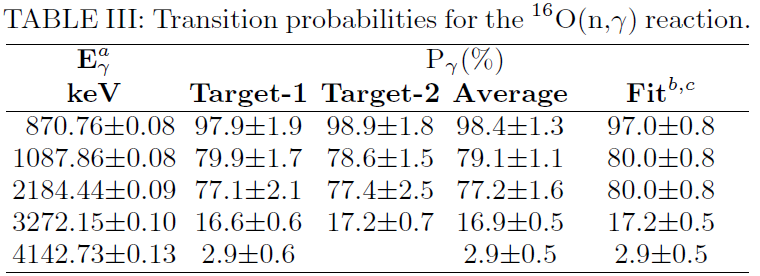 TABLE III: Transition probabilities for the ¹⁶O(n,γ) reaction.
E_γ^a P_γ(%)
keV Target-1 Target-2 Average Fit^b,c
870.76±0.08 97.9±1.9 98.9±1.8 98.4±1.3 97.0±0.8
1087.86±0.08 79.9±1.7 78.6±1.5 79.1±1.1 80.0±0.8
2184.44±0.09 77.1±2.1 77.4±2.5 77.2±1.6 80.0±0.8
3272.15±0.10 16.6±0.6 17.2±0.7 16.9±0.5 17.2±0.5
4142.73±0.13 2.9±0.6 2.9±0.5 2.9±0.5